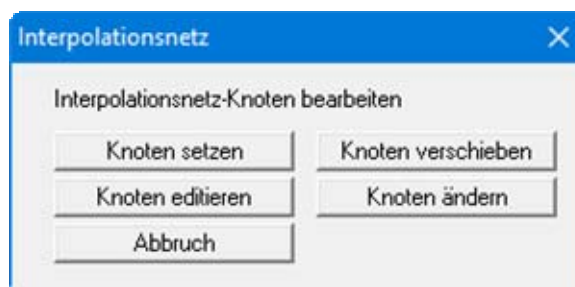 Interpolationsnetz
Interpolationsnetz-Knoten bearbeiten
Knoten setzen
Knoten verschieben
Knoten editieren
Knoten ändern
Abbruch